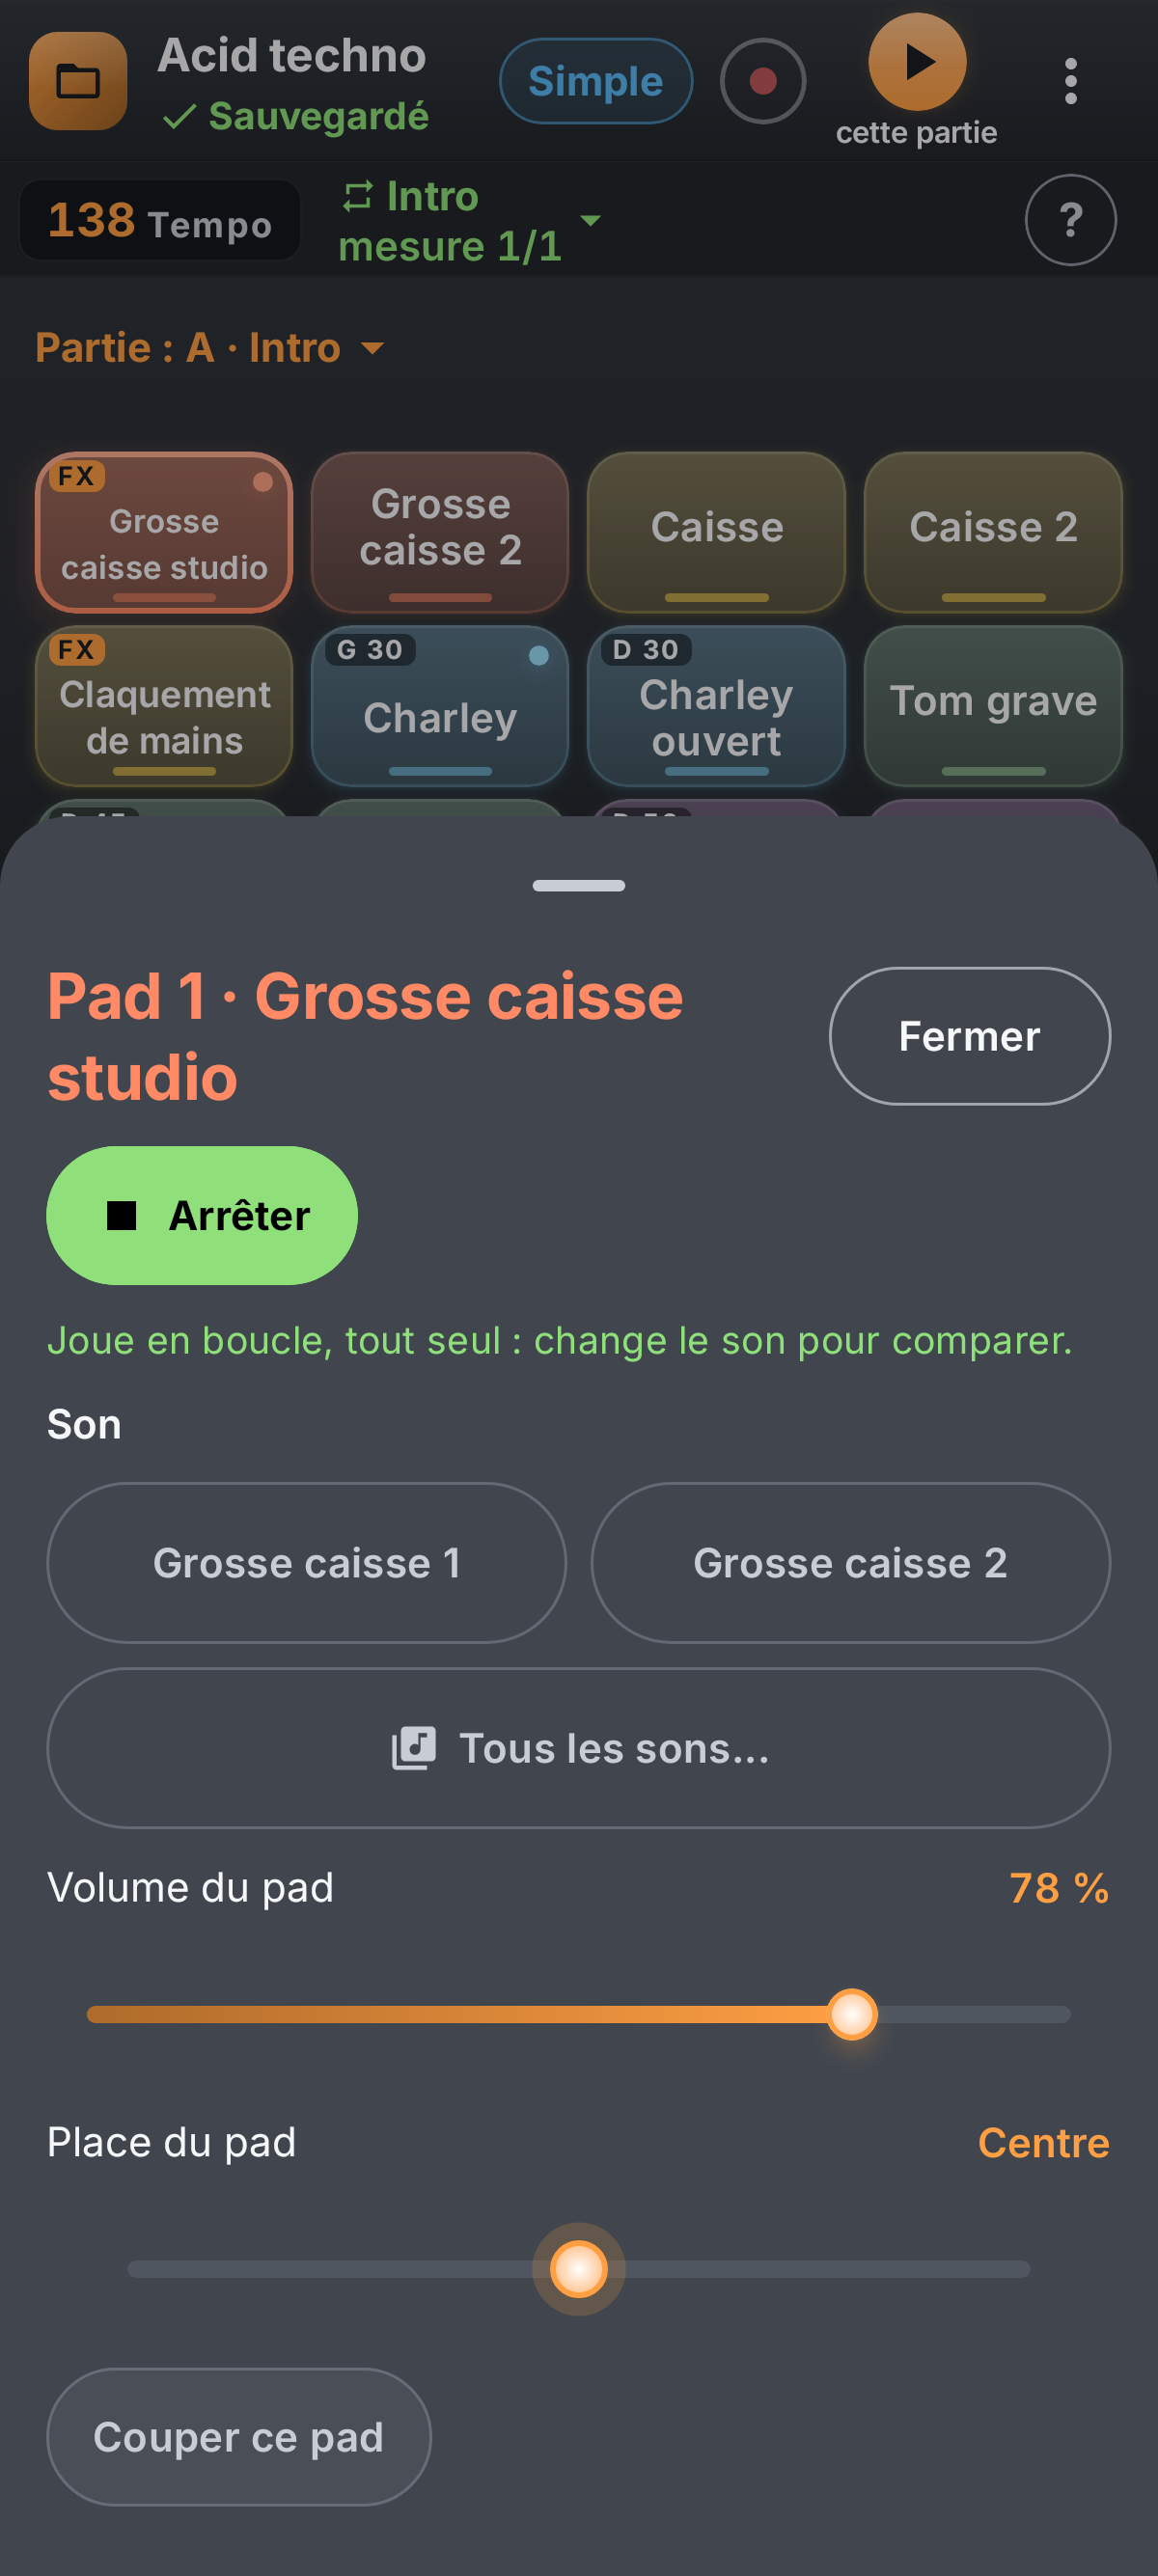 Acid techno
Sauvegardé
Simple
cette partie
138 Tempo
Intro
mesure 1/1
?
Partie : A · Intro
FX
Grosse
caisse studio
Grosse
caisse 2
Caisse
Caisse 2
FX
Claquement
de mains
G 30
Charley
D 30
Charley
ouvert
Tom grave
Pad 1 · Grosse caisse
studio
Fermer
Arrêter
Joue en boucle, tout seul : change le son pour comparer.
Son
Grosse caisse 1
Grosse caisse 2
Tous les sons...
Volume du pad
78 %
Place du pad
Centre
Couper ce pad